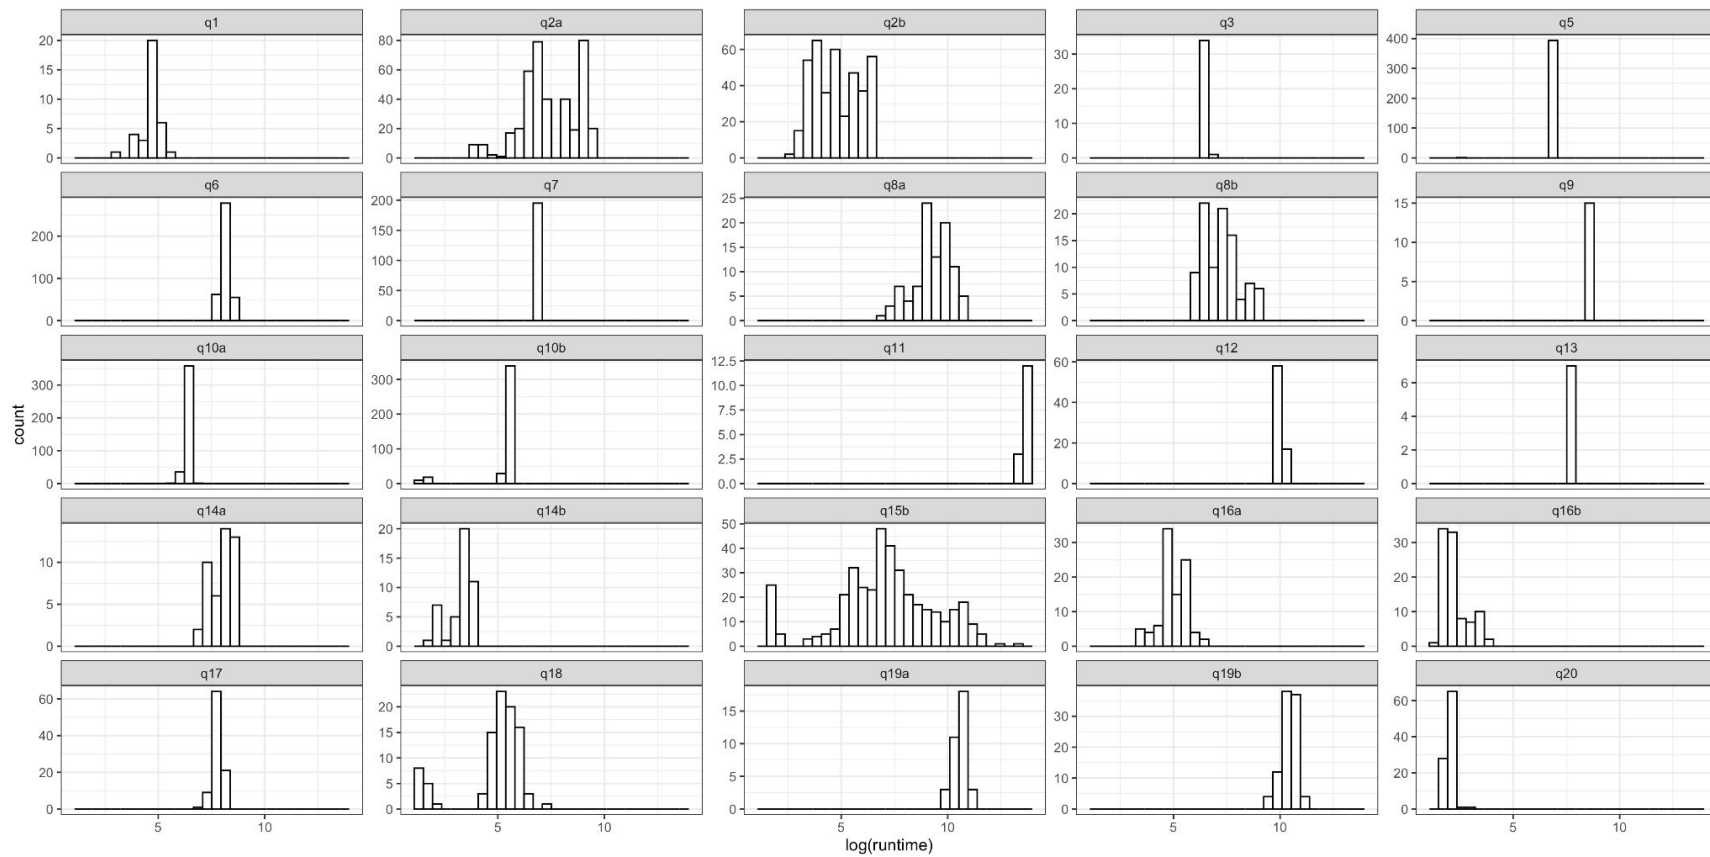 q1 q2a q2b q3 q5
20 80 60 30 400
15 60 40 20 300
10 40 20 10 200
5 20 0 0 100
0 0 0
q6 q7 q8a q8b q9
200 200 25 20 15
100 150 20 15 10
0 100 15 10 5
50 10 5 0
0 5 0
0
q10a q10b q11 q12 q13
300 300 12.5 60 6
200 200 10.0 40 4
100 100 7.5 20 2
0 0 5.0 0 0
2.5
0.0
q14a q14b q15b q16a q16b
10 20 50 30 30
5 15 40 20 20
0 10 30 10 10
5 20 0 0
0 10
0
q17 q18 q19a q19b q20
60 20 15 30 60
40 15 10 20 40
20 10 5 10 20
0 5 0 0 0
0
5 10 5 10 5 10 5 10 5 10
count
log(runtime)